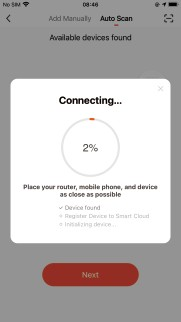 No SIM
08:46
Add Manually
Auto Scan
Available devices found
Connecting...
2%
Place your router, mobile phone, and device
as close as possible
Device found
Register Device to Smart Cloud
Initializing device...
Next